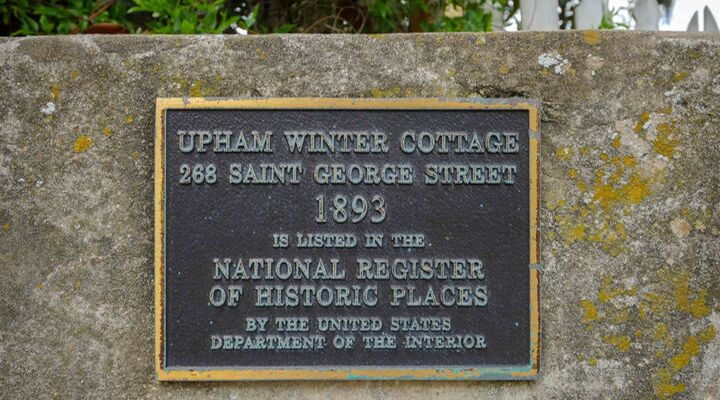 UPHAM WINTER COTTAGE
268 SAINT GEORGE STREET
1893
IS LISTED IN THE
NATIONAL REGISTER
OF HISTORIC PLACES
BY THE UNITED STATES
DEPARTMENT OF THE INTERIOR